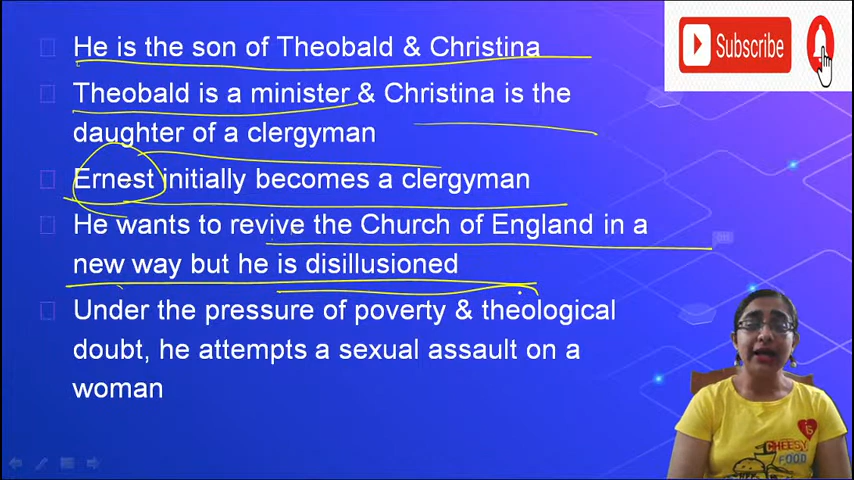 He is the son of Theobald & Christina
Subscribe
Theobald is a minister & Christina is the
daughter of a clergyman
Ernest initially becomes a clergyman
He wants to revive the Church of England in a
new way but he is disillusioned
Under the pressure of poverty & theological
doubt, he attempts a sexual assault on a
woman
CHEESY
FOOD